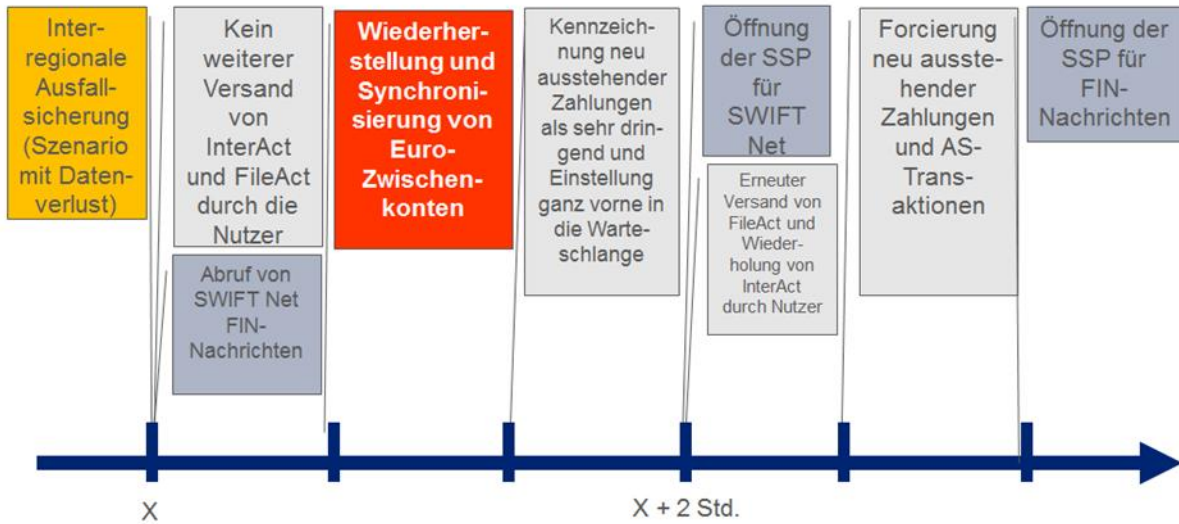 Inter-
regionale
Ausfall-
sicherung
(Szenario
mit Daten-
verlust)
Kein
weiterer
Versand
von
InterAct
und FileAct
durch die
Nutzer
Abruf von
SWIFT Net
FIN-
Nachrichten
Wiederher-
stellung und
Synchroni-
sierung von
Euro-
Zwischen-
konten
Kennzeich-
nung neu
ausstehender
Zahlungen
als sehr drin-
gend und
Einstellung
ganz vorne in
die Warte-
schlange
Öffnung
der SSP
für
SWIFT
Net
Erneuter
Versand von
FileAct und
Wieder-
holung von
InterAct
durch Nutzer
Forcierung
neu ausste-
hender
Zahlungen
und AS-
Trans-
aktionen
Öffnung der
SSP für
FIN-
Nachrichten
X
X + 2 Std.